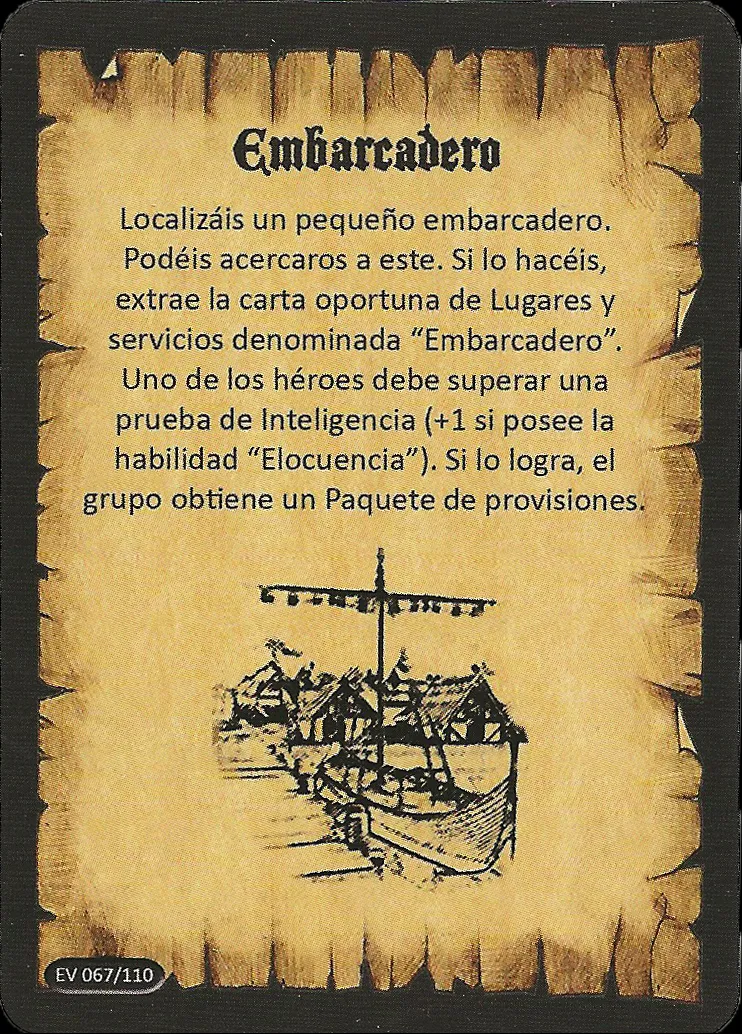 Embarcadero
Localizáis un pequeño embarcadero.
Podéis acercaros a este. Si lo hacéis,
extrae la carta oportuna de Lugares y
servicios denominada “Embarcadero”.
Uno de los héroes debe superar una
prueba de Inteligencia (+1 si posee la
habilidad “Elocuencia”). Si lo logra, el
grupo obtiene un Paquete de provisiones.
EV 067/110